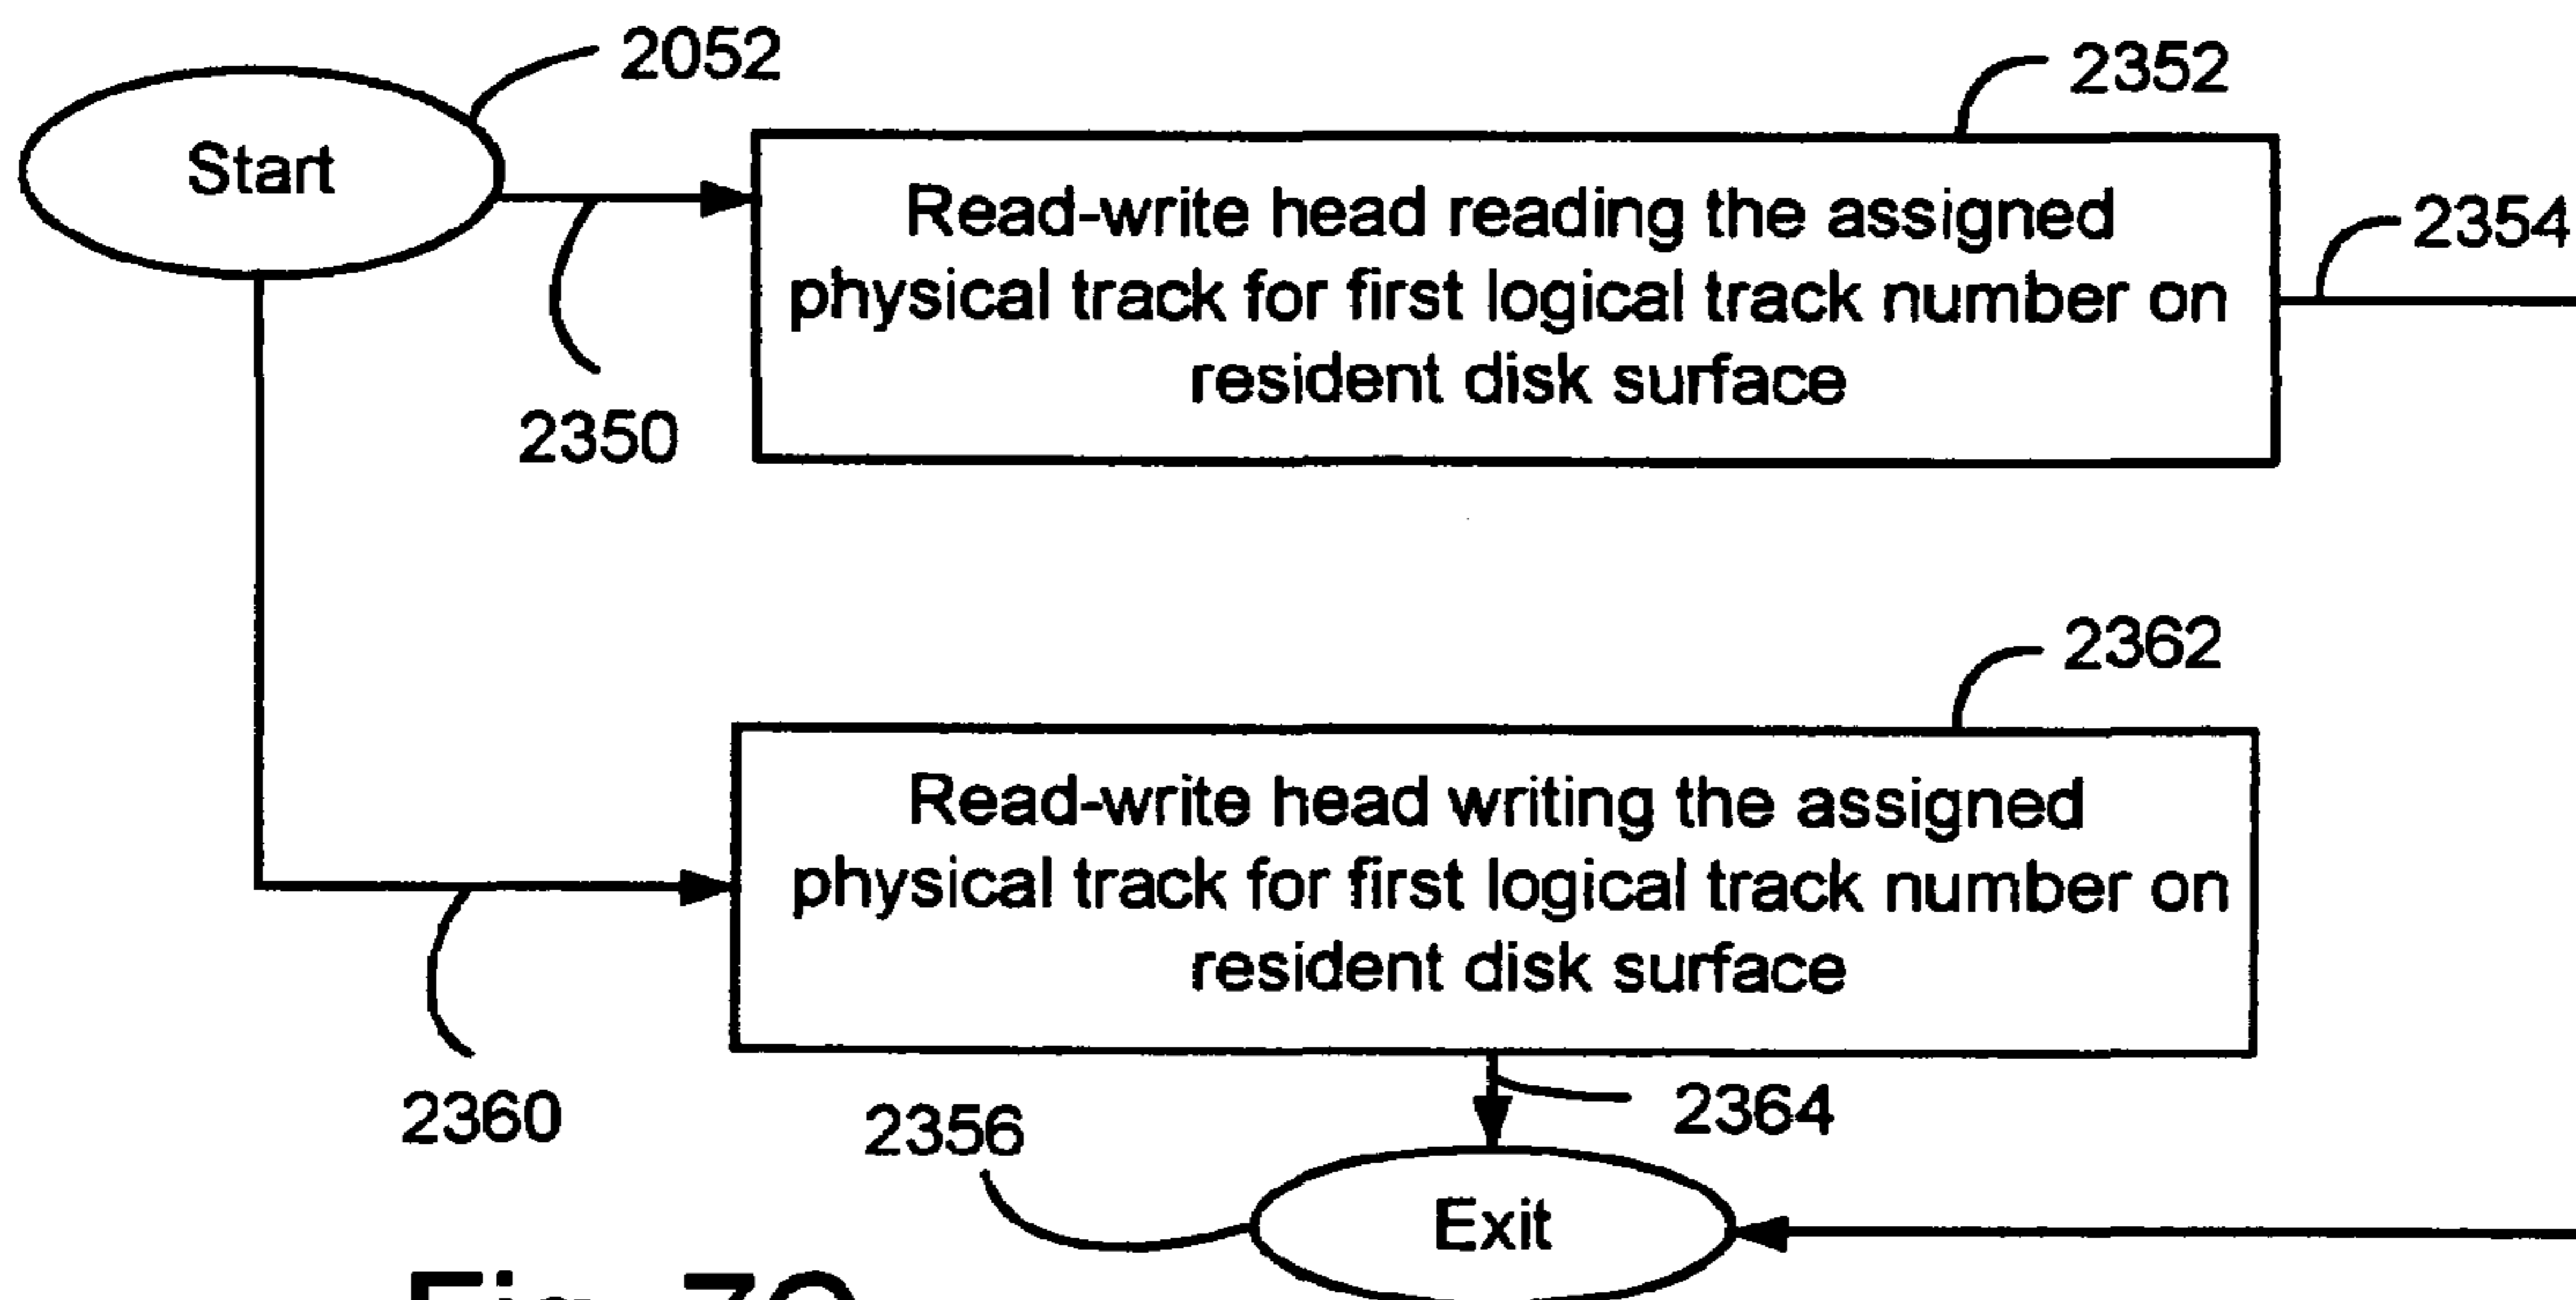 2052
Start
2352
Read-write head reading the assigned
physical track for first logical track number on
resident disk surface
2354
2350
2362
Read-write head writing the assigned
physical track for first logical track number on
resident disk surface
2360
2364
2356
Exit